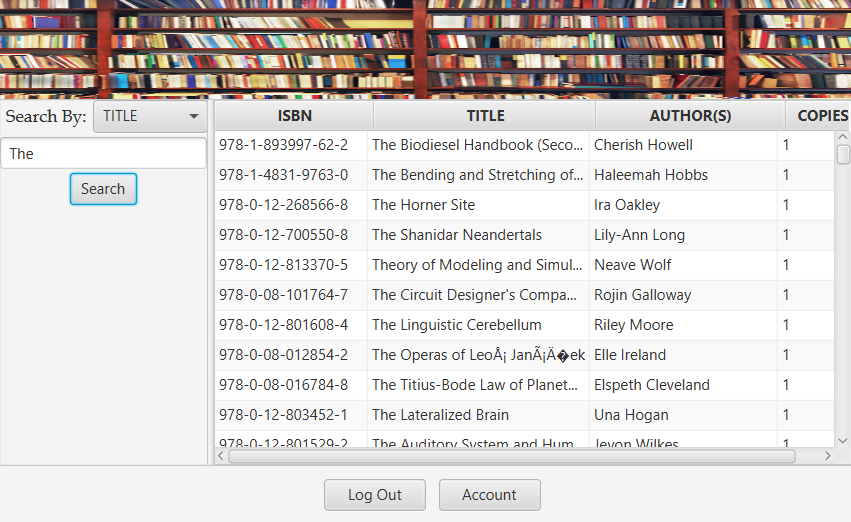 Search By: TITLE
The
Search
ISBN TITLE AUTHOR(S) COPIES
978-1-893997-62-2 The Biodiesel Handbook (Seco... Cherish Howell 1
978-1-4831-9763-0 The Bending and Stretching of... Haleemah Hobbs 1
978-0-12-268566-8 The Horner Site Ira Oakley 1
978-0-12-700550-8 The Shanidar Neandertals Lily-Ann Long 1
978-0-12-813370-5 Theory of Modeling and Simul... Neave Wolf 1
978-0-08-101764-7 The Circuit Designer's Compa... Rojin Galloway 1
978-0-12-801608-4 The Linguistic Cerebellum Riley Moore 1
978-0-08-012854-2 The Operas of LeoÅ¡ JanÃ¡Ä�ek Elle Ireland 1
978-0-08-016784-8 The Titius-Bode Law of Planet... Elspeth Cleveland 1
978-0-12-803452-1 The Lateralized Brain Una Hogan 1
978-0-12-801529-2 The Auditory System and Hum... Jevon Wilkes 1
Log Out Account